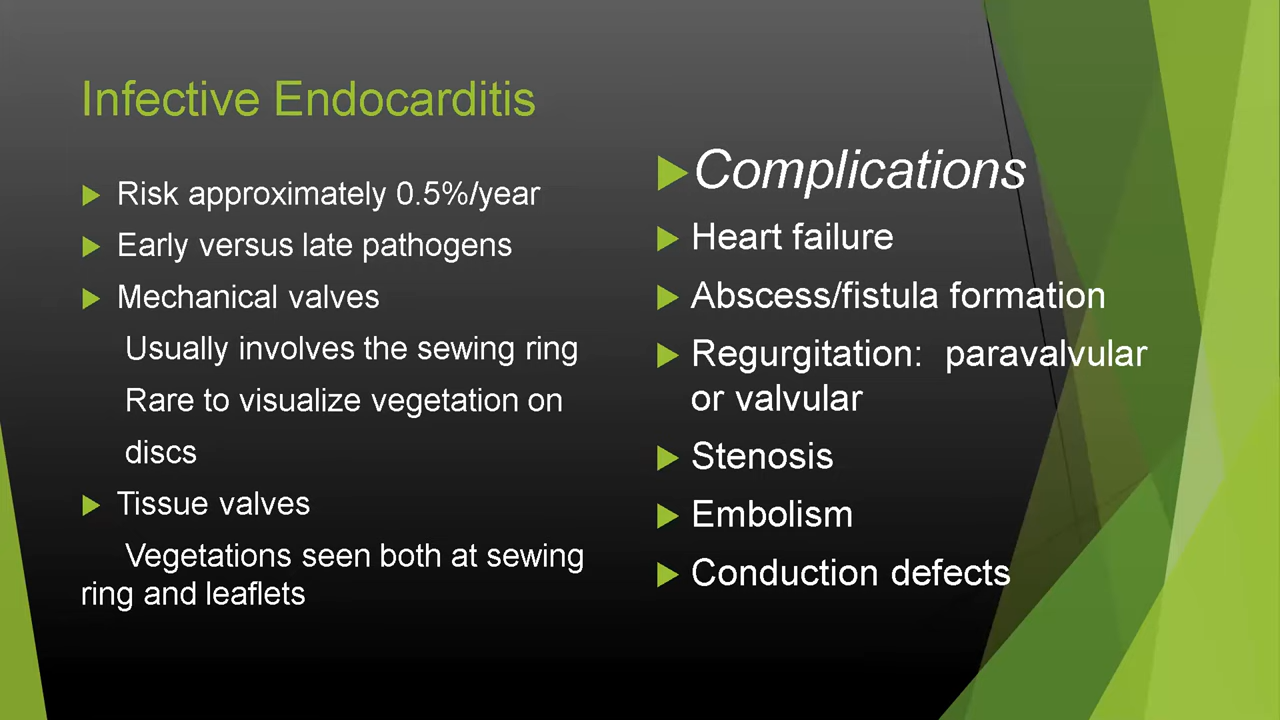 Infective Endocarditis
Risk approximately 0.5%/year
Early versus late pathogens
Mechanical valves
Usually involves the sewing ring
Rare to visualize vegetation on
discs
Tissue valves
Vegetations seen both at sewing
ring and leaflets
Complications
Heart failure
Abscess/fistula formation
Regurgitation: paravalvular
or valvular
Stenosis
Embolism
Conduction defects